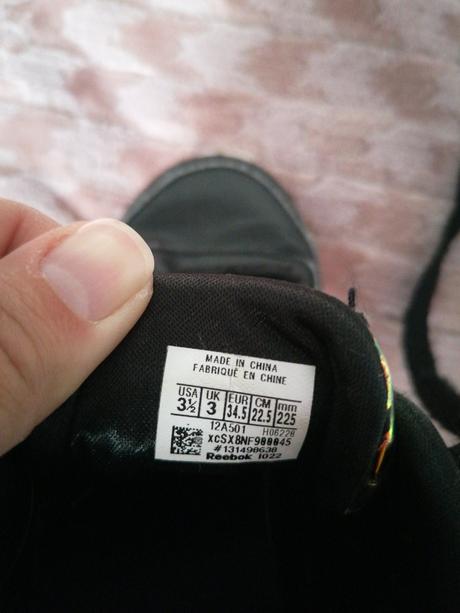 MADE IN CHINA
FABRIQUÉ EN CHINE
USA UK EUR CM mm
3½ 3 34.5 22.5 225
12A501 H06228
xcSX8NF900045
#131490630
Reebok 1022